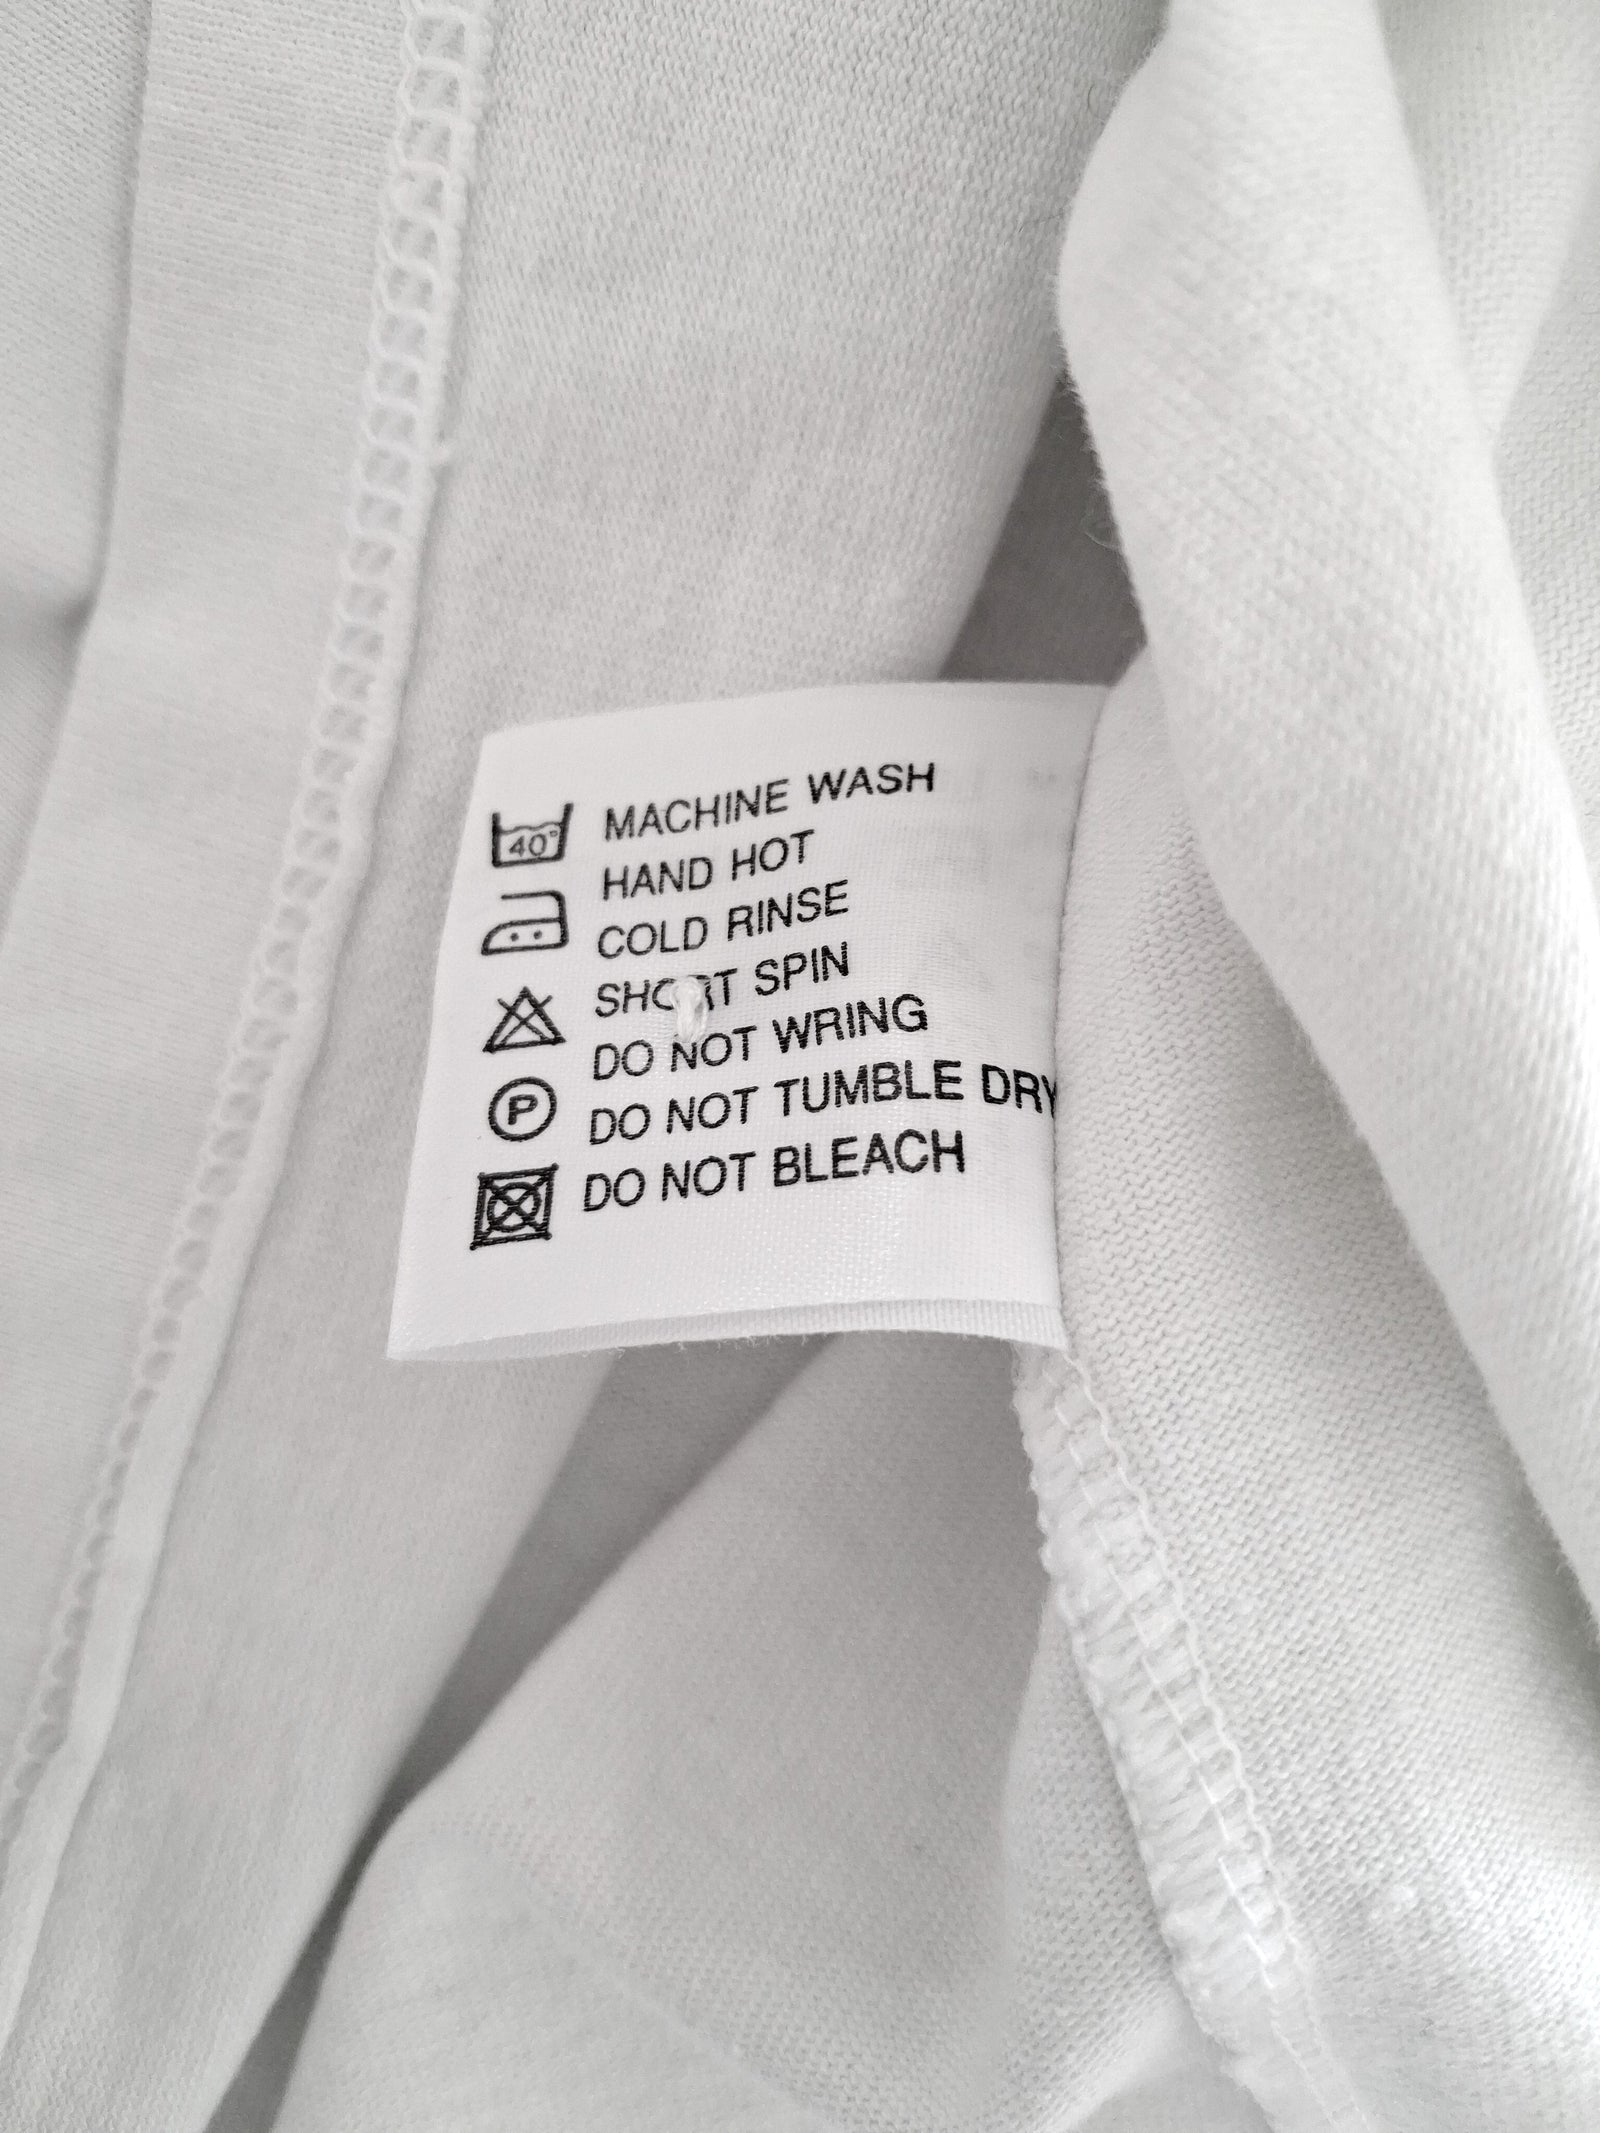 40°
MACHINE WASH
HAND HOT
COLD RINSE
SHORT SPIN
DO NOT WRING
P
DO NOT TUMBLE DRY
DO NOT BLEACH